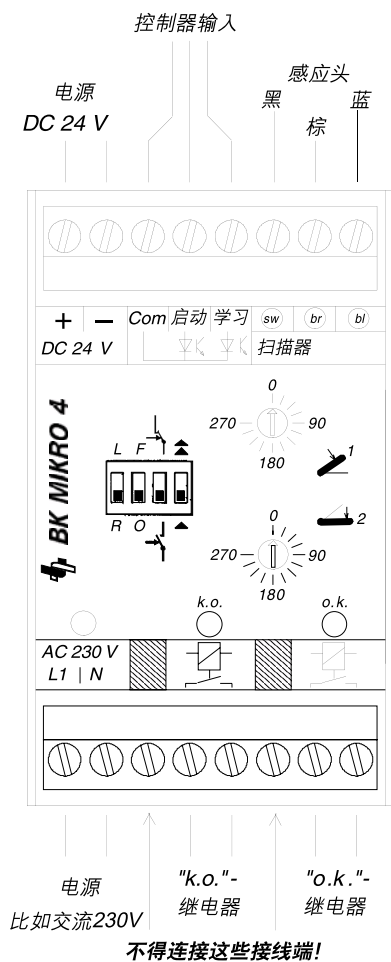 控制器输入
感应头
电源
黑
蓝
DC 24 V
棕
+ − Com 启动 学习 sw br bl
DC 24 V 扫描器
0
270 90
180
1
L F
R O
BK MIKRO 4
2
0
270 90
180
k.o. o.k.
AC 230 V
L1 | N
电源
比如交流230V
"k.o."-
继电器
"o.k."-
继电器
不得连接这些接线端!